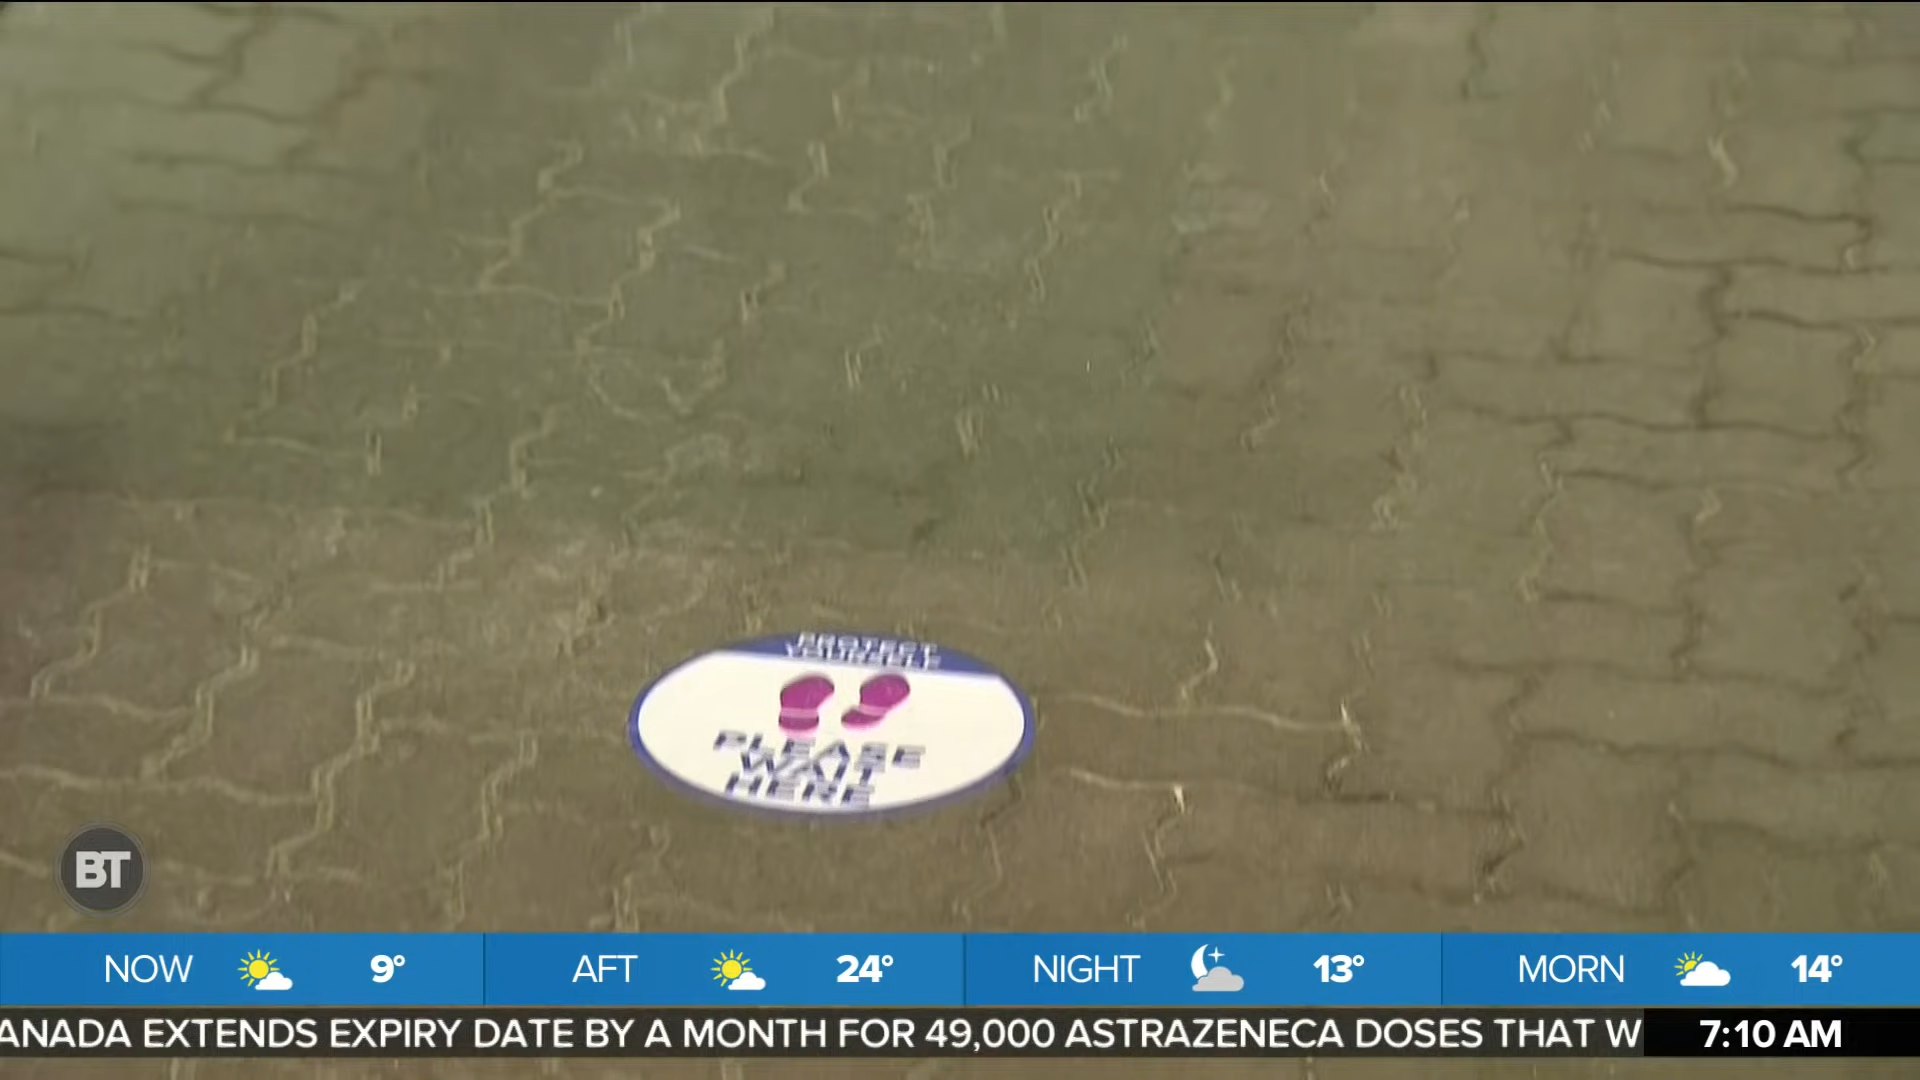 PROTECT
YOURSELF
PLEASE
WAIT
HERE
BT
NOW 9° AFT 24° NIGHT 13° MORN 14°
ANADA EXTENDS EXPIRY DATE BY A MONTH FOR 49,000 ASTRAZENECA DOSES THAT W 7:10 AM